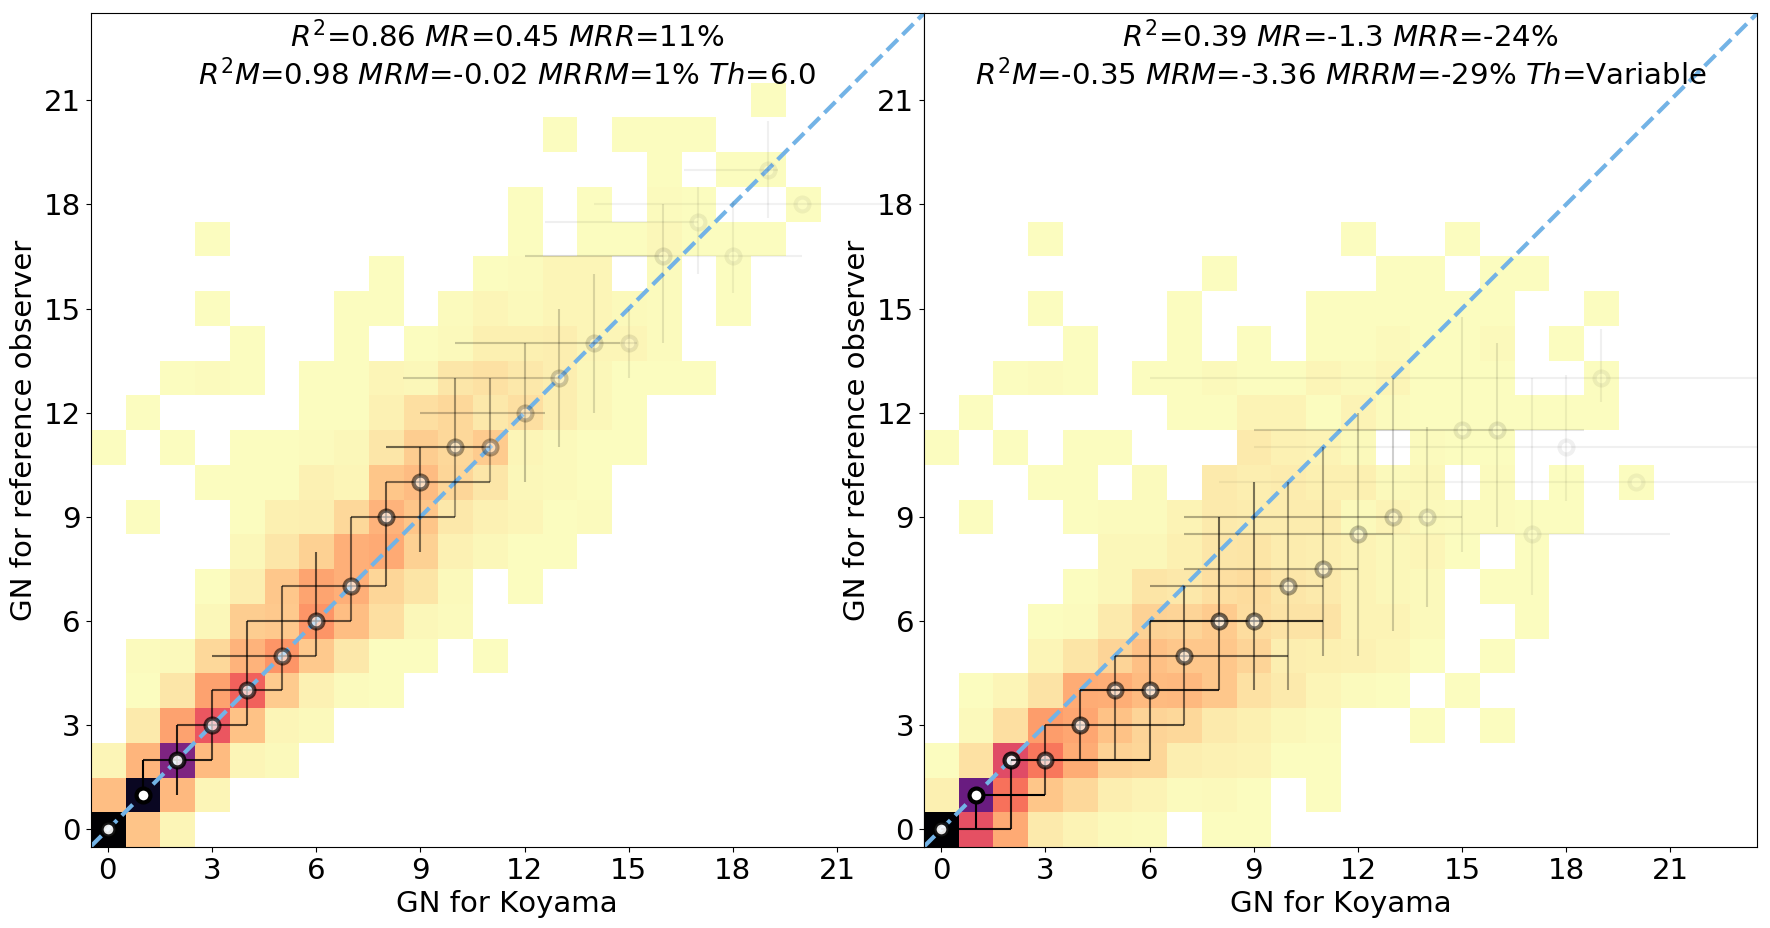 R²=0.86 MR=0.45 MRR=11%
R²M=0.98 MRM=-0.02 MRRM=1% Th=6.0
21
18
15
12
9
6
3
0
GN for reference observer
0 3 6 9 12 15 18 21
GN for Koyama
R²=0.39 MR=-1.3 MRR=-24%
R²M=-0.35 MRM=-3.36 MRRM=-29% Th=Variable
21
18
15
12
9
6
3
0
GN for reference observer
0 3 6 9 12 15 18 21
GN for Koyama